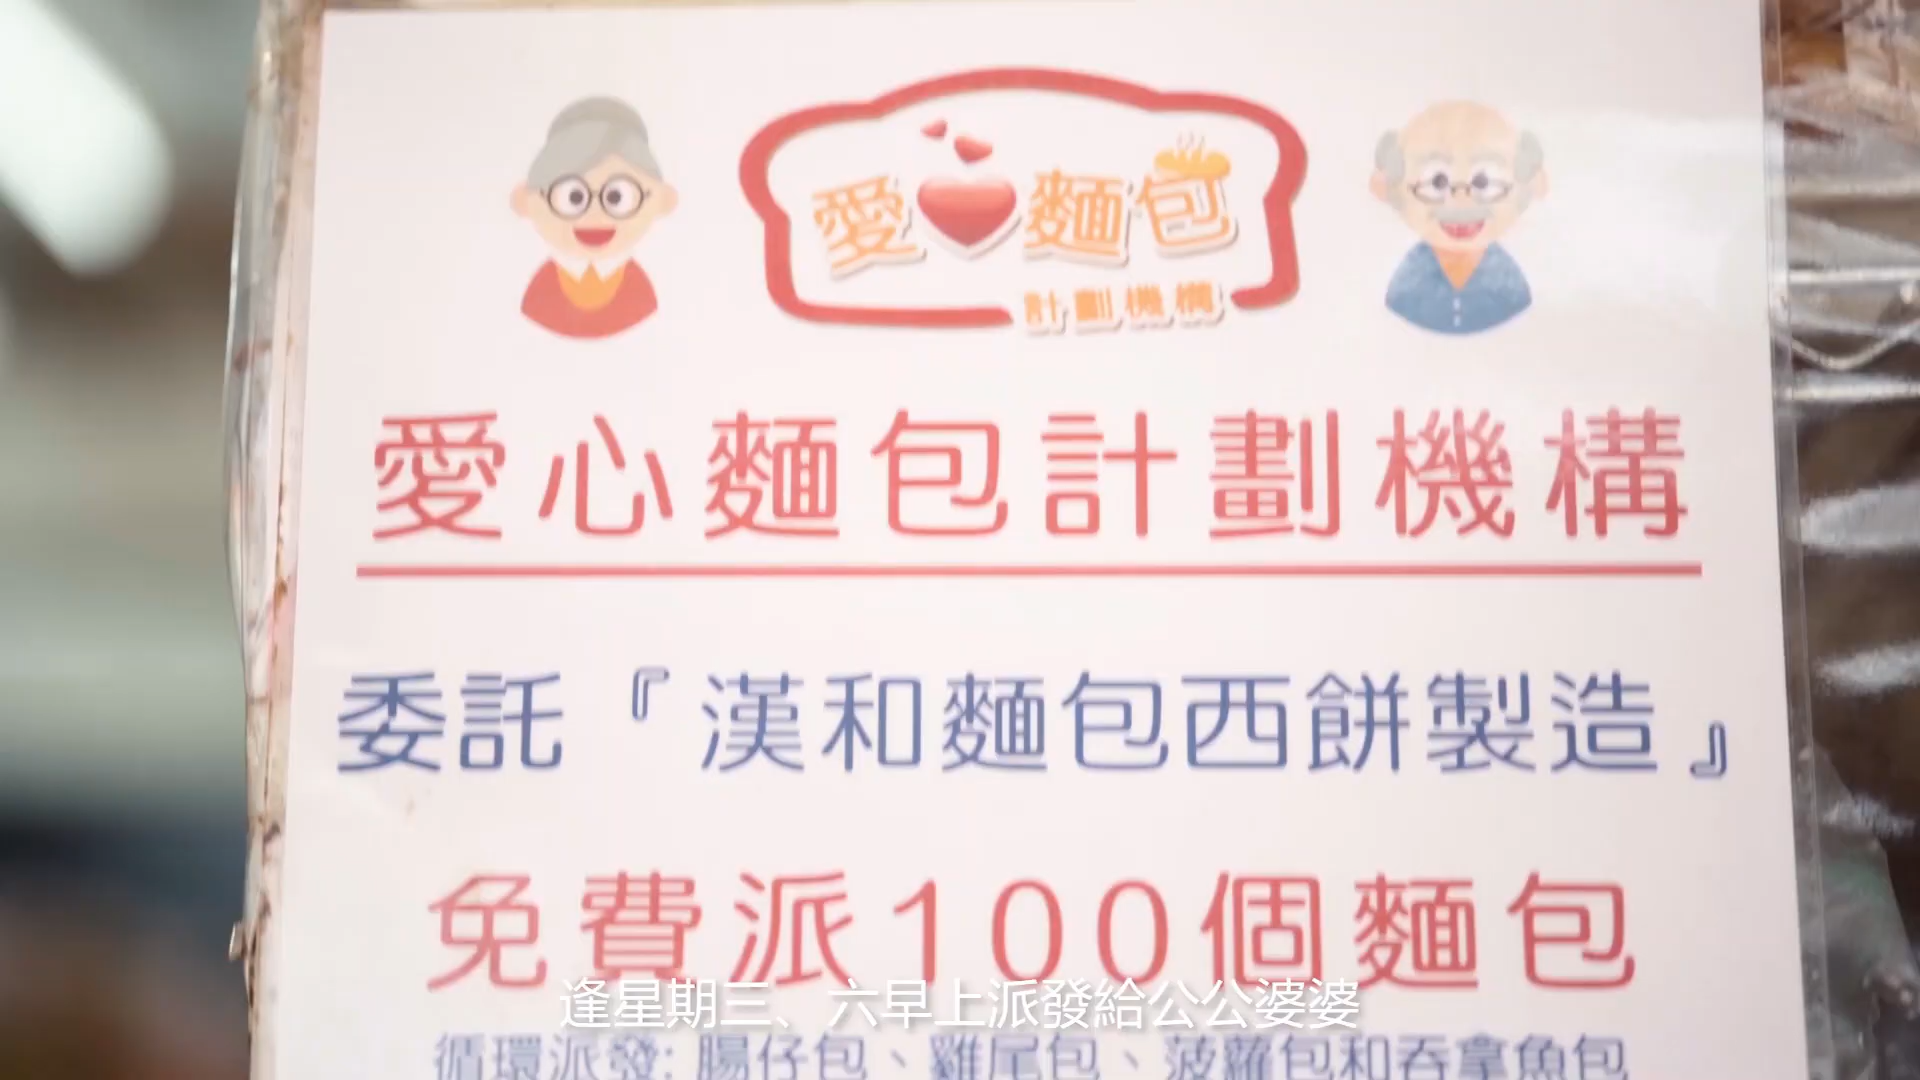 愛麵包
計劃機構
愛心麵包計劃機構
委託『漢和麵包西餅製造』
免費派100個麵包
逢星期三、六早上派發給公公婆婆
循環派發: 腸仔包、雞尾包、菠蘿包和吞拿魚包